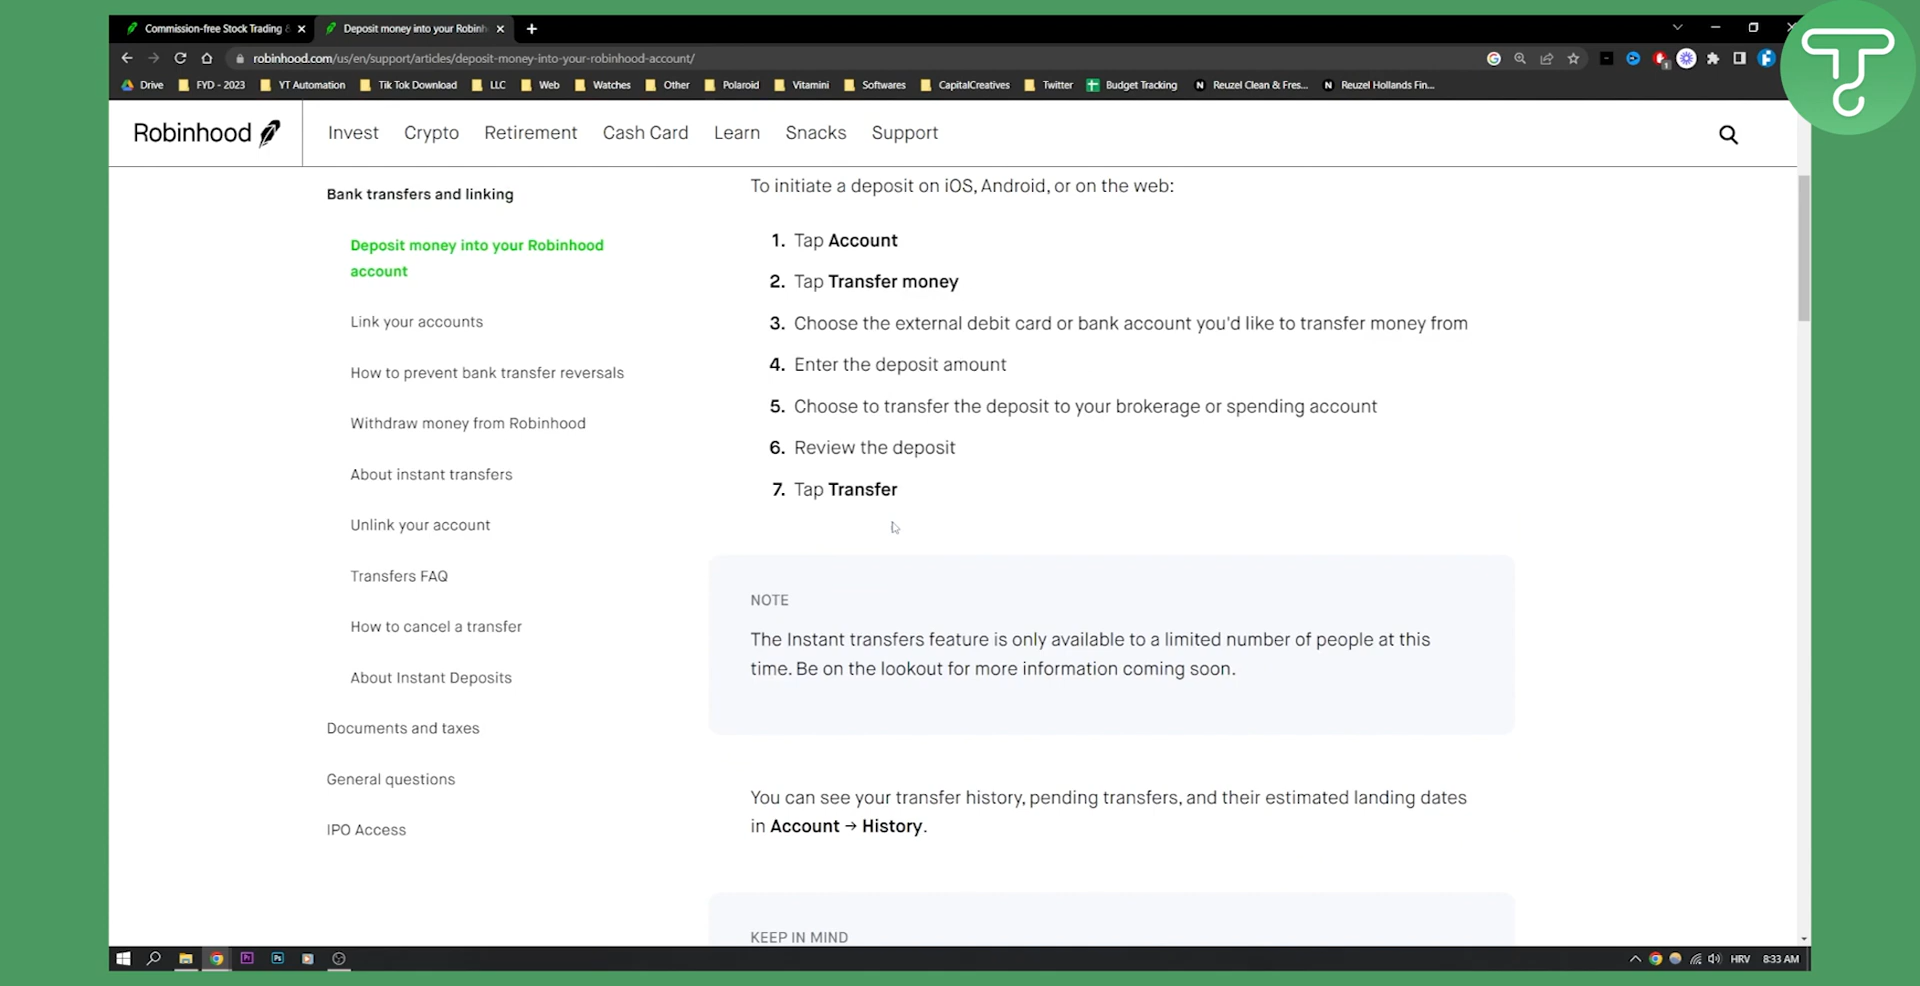 Commission-free Stock Trading &
Deposit money into your Robinh
robinhood.com/us/en/support/articles/deposit-money-into-your-robinhood-account/
Drive FYD - 2023 YT Automation Tik Tok Download LLC Web Watches Other Polaroid Vitamini Softwares CapitalCreatives Twitter Budget Tracking Reuzel Clean & Fres... Reuzel Hollands Fin...
Robinhood
Invest Crypto Retirement Cash Card Learn Snacks Support
Bank transfers and linking
Deposit money into your Robinhood
account
Link your accounts
How to prevent bank transfer reversals
Withdraw money from Robinhood
About instant transfers
Unlink your account
Transfers FAQ
How to cancel a transfer
About Instant Deposits
Documents and taxes
General questions
IPO Access
To initiate a deposit on iOS, Android, or on the web:
1. Tap Account
2. Tap Transfer money
3. Choose the external debit card or bank account you'd like to transfer money from
4. Enter the deposit amount
5. Choose to transfer the deposit to your brokerage or spending account
6. Review the deposit
7. Tap Transfer
NOTE
The Instant transfers feature is only available to a limited number of people at this
time. Be on the lookout for more information coming soon.
You can see your transfer history, pending transfers, and their estimated landing dates
in Account → History.
KEEP IN MIND
Pr
Ps
HRV
8:33 AM